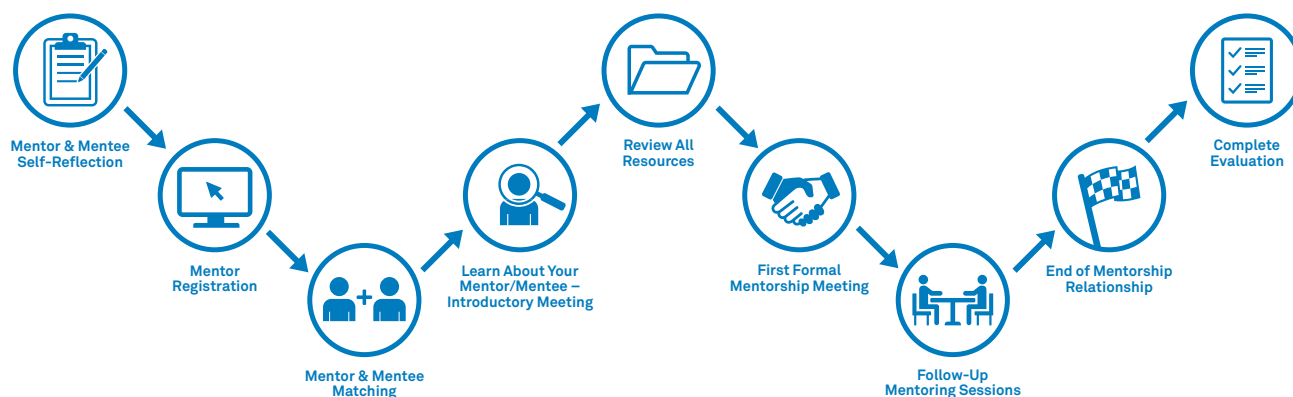 Mentor & Mentee
Self-Reflection
Mentor
Registration
Mentor & Mentee
Matching
Learn About Your
Mentor/Mentee –
Introductory Meeting
Review All
Resources
First Formal
Mentorship Meeting
Follow-Up
Mentoring Sessions
End of Mentorship
Relationship
Complete
Evaluation